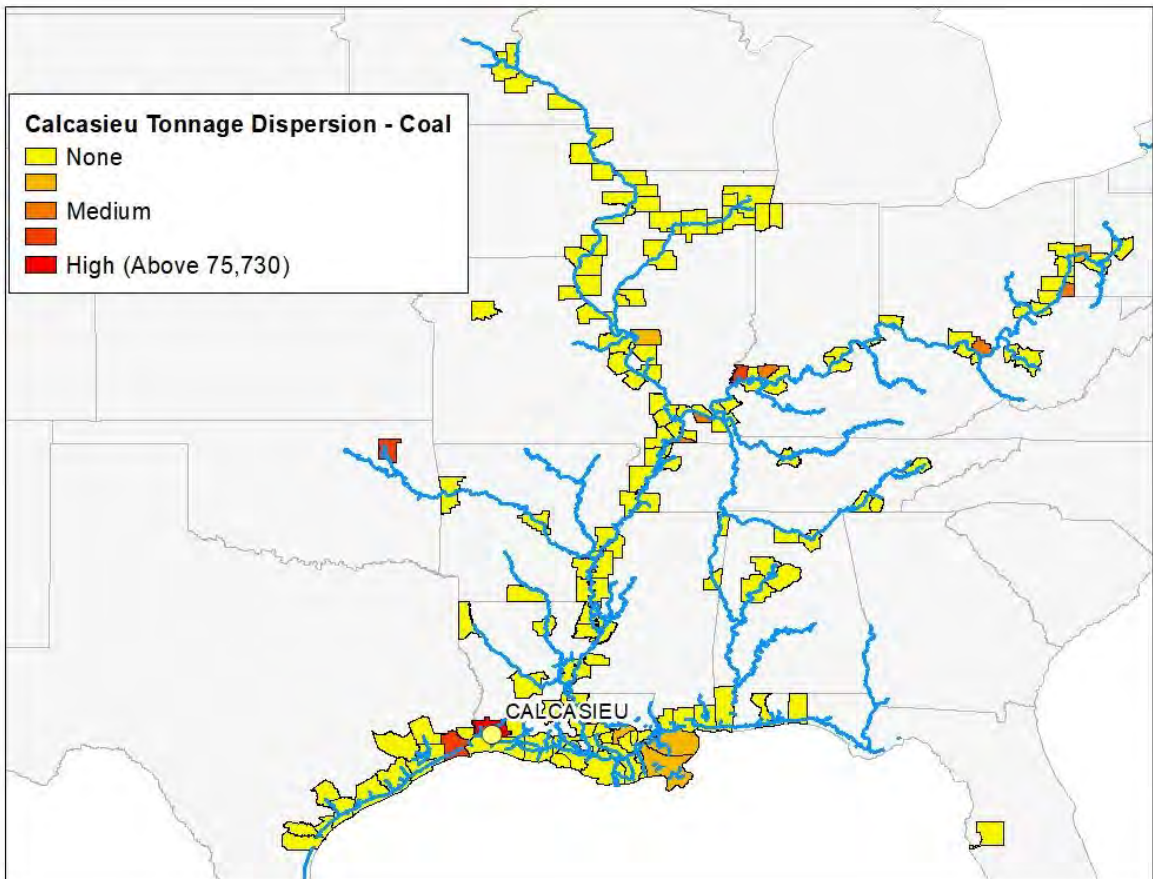 Calcasieu Tonnage Dispersion - Coal
None
Medium
High (Above 75,730)
CALCASIEU